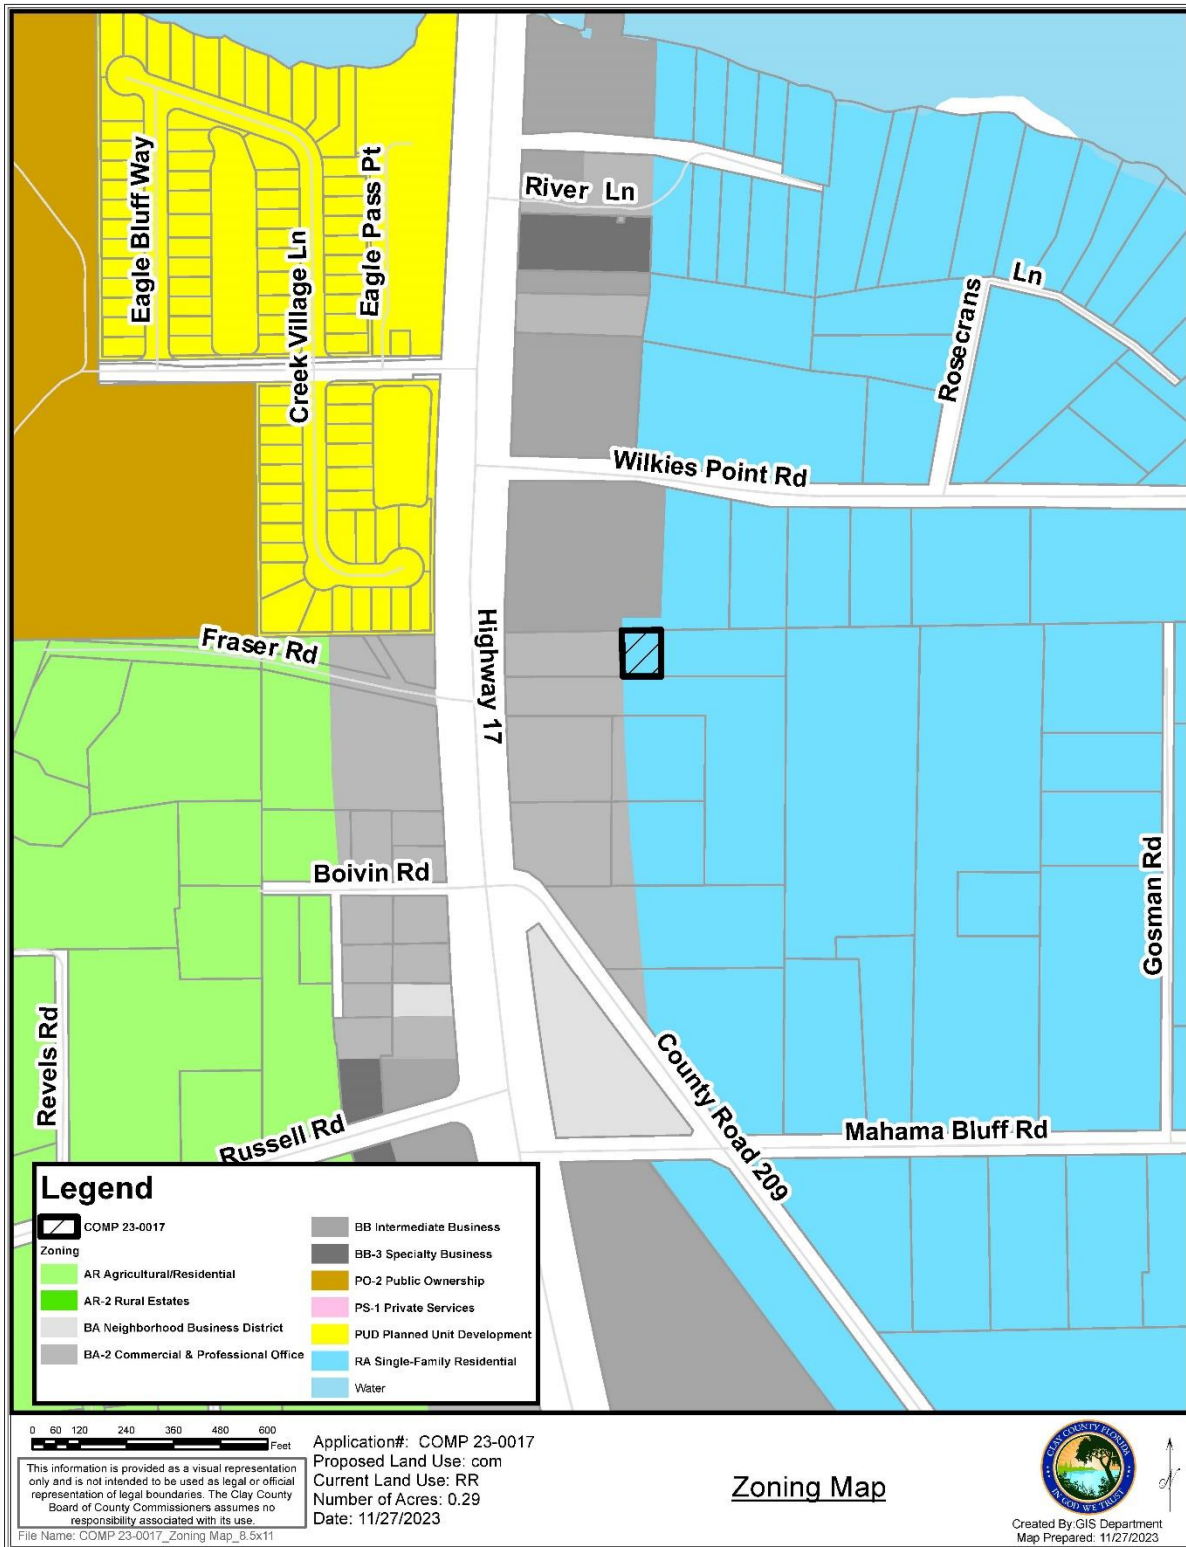 Eagle Bluff Way
Creek Village Ln
Eagle Pass Pt
River Ln
Rosecrans Ln
Wilkies Point Rd
Fraser Rd
Highway 17
Boivin Rd
Gosman Rd
Revels Rd
County Road 209
Russell Rd
Mahama Bluff Rd
Legend
COMP 23-0017
Zoning
AR Agricultural/Residential
AR-2 Rural Estates
BA Neighborhood Business District
BA-2 Commercial & Professional Office
BB Intermediate Business
BB-3 Specialty Business
PO-2 Public Ownership
PS-1 Private Services
PUD Planned Unit Development
RA Single-Family Residential
Water
0 60 120 240 360 480 600
Feet
This information is provided as a visual representation
only and is not intended to be used as legal or official
representation of legal boundaries. The Clay County
Board of County Commissioners assumes no
responsibility associated with its use.
File Name: COMP 23-0017_Zoning Map_8.5x11
Application#: COMP 23-0017
Proposed Land Use: com
Current Land Use: RR
Number of Acres: 0.29
Date: 11/27/2023
Zoning Map
CLAY COUNTY FLORIDA
IN GOD WE TRUST
N
Created By:GIS Department
Map Prepared: 11/27/2023